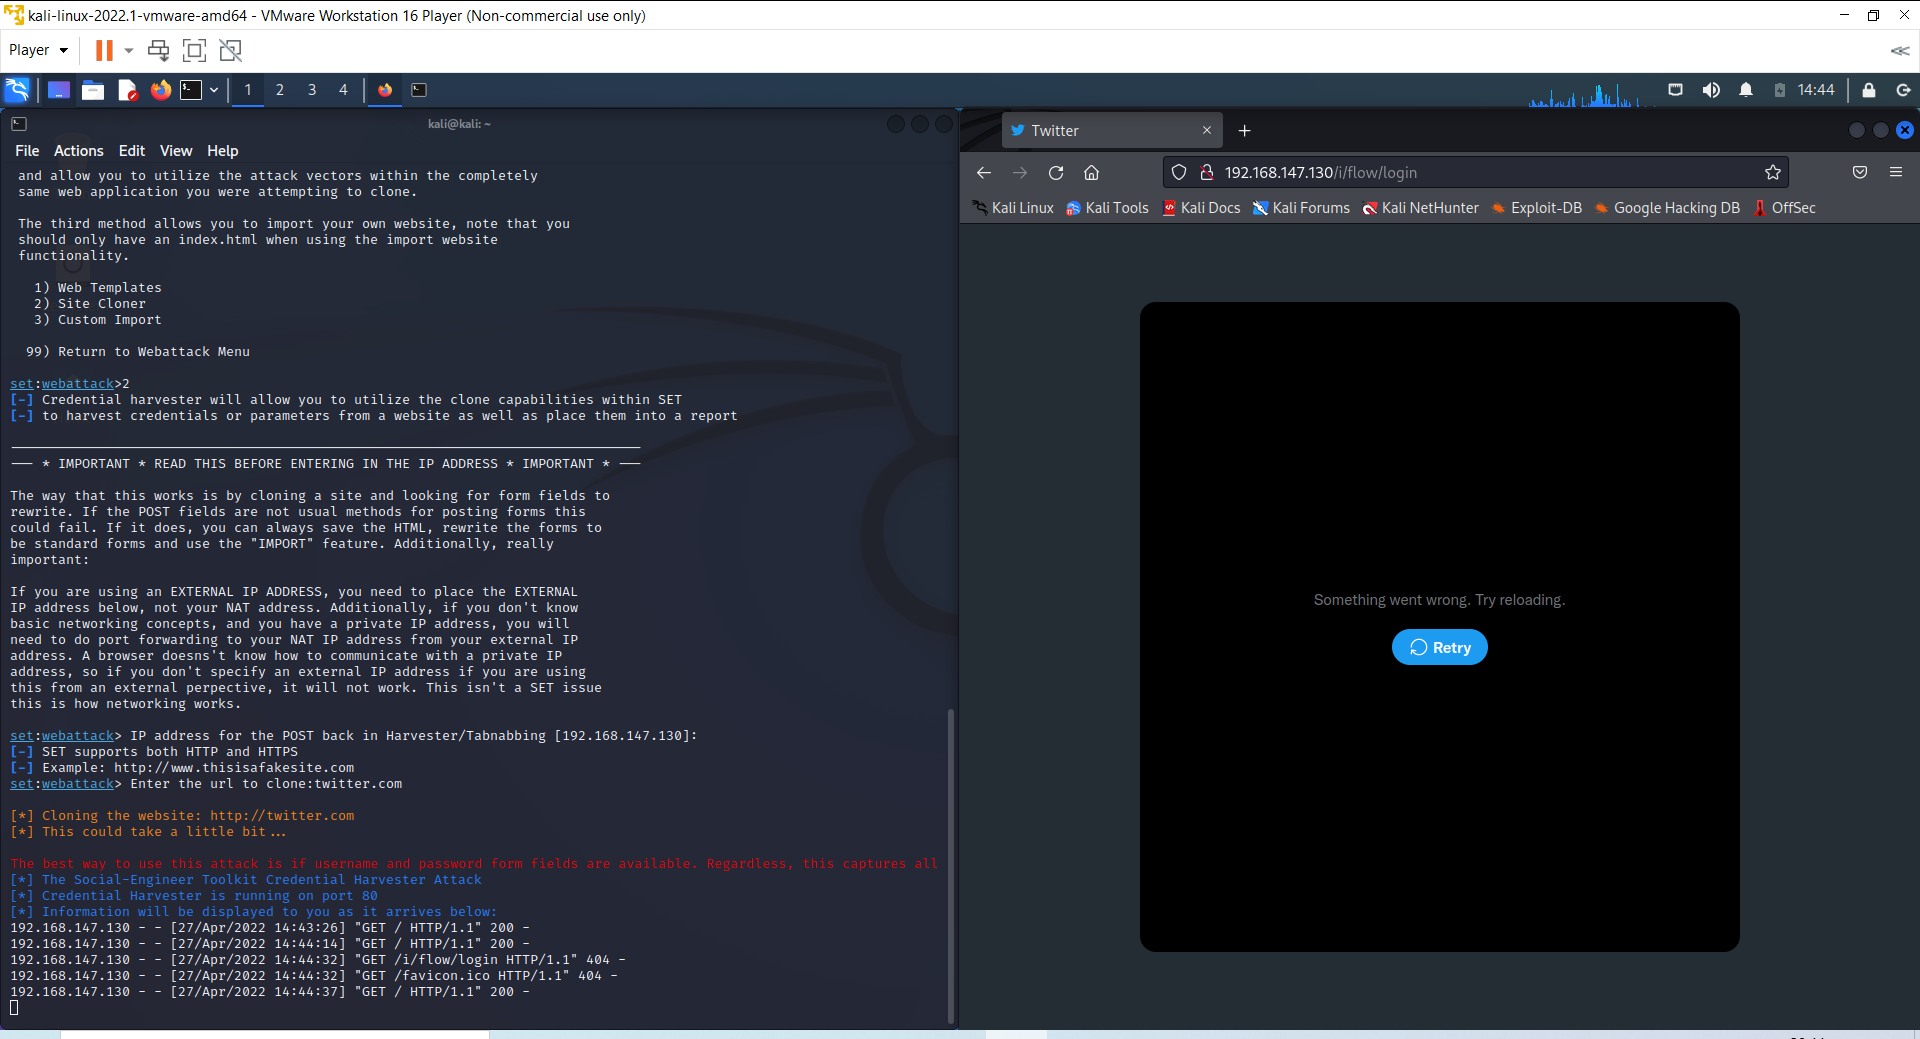 kali-linux-2022.1-vmware-amd64 - VMware Workstation 16 Player (Non-commercial use only)
Player
1 2 3 4
14:44
kali@kali: ~
File Actions Edit View Help
and allow you to utilize the attack vectors within the completely
same web application you were attempting to clone.
The third method allows you to import your own website, note that you
should only have an index.html when using the import website
functionality.
1) Web Templates
2) Site Cloner
3) Custom Import
99) Return to Webattack Menu
set:webattack>2
[-] Credential harvester will allow you to utilize the clone capabilities within SET
[-] to harvest credentials or parameters from a website as well as place them into a report
--- * IMPORTANT * READ THIS BEFORE ENTERING IN THE IP ADDRESS * IMPORTANT * ---
The way that this works is by cloning a site and looking for form fields to
rewrite. If the POST fields are not usual methods for posting forms this
could fail. If it does, you can always save the HTML, rewrite the forms to
be standard forms and use the "IMPORT" feature. Additionally, really
important:
If you are using an EXTERNAL IP ADDRESS, you need to place the EXTERNAL
IP address below, not your NAT address. Additionally, if you don't know
basic networking concepts, and you have a private IP address, you will
need to do port forwarding to your NAT IP address from your external IP
address. A browser doesns't know how to communicate with a private IP
address, so if you don't specify an external IP address if you are using
this from an external perpective, it will not work. This isn't a SET issue
this is how networking works.
set:webattack> IP address for the POST back in Harvester/Tabnabbing [192.168.147.130]:
[-] SET supports both HTTP and HTTPS
[-] Example: http://www.thisisafakesite.com
set:webattack> Enter the url to clone:twitter.com
[*] Cloning the website: http://twitter.com
[*] This could take a little bit...
The best way to use this attack is if username and password form fields are available. Regardless, this captures all
[*] The Social-Engineer Toolkit Credential Harvester Attack
[*] Credential Harvester is running on port 80
[*] Information will be displayed to you as it arrives below:
192.168.147.130 - - [27/Apr/2022 14:43:26] "GET / HTTP/1.1" 200 -
192.168.147.130 - - [27/Apr/2022 14:44:14] "GET / HTTP/1.1" 200 -
192.168.147.130 - - [27/Apr/2022 14:44:32] "GET /i/flow/login HTTP/1.1" 404 -
192.168.147.130 - - [27/Apr/2022 14:44:32] "GET /favicon.ico HTTP/1.1" 404 -
192.168.147.130 - - [27/Apr/2022 14:44:37] "GET / HTTP/1.1" 200 -
Twitter
192.168.147.130/i/flow/login
Kali Linux Kali Tools Kali Docs Kali Forums Kali NetHunter Exploit-DB Google Hacking DB OffSec
Something went wrong. Try reloading.
Retry